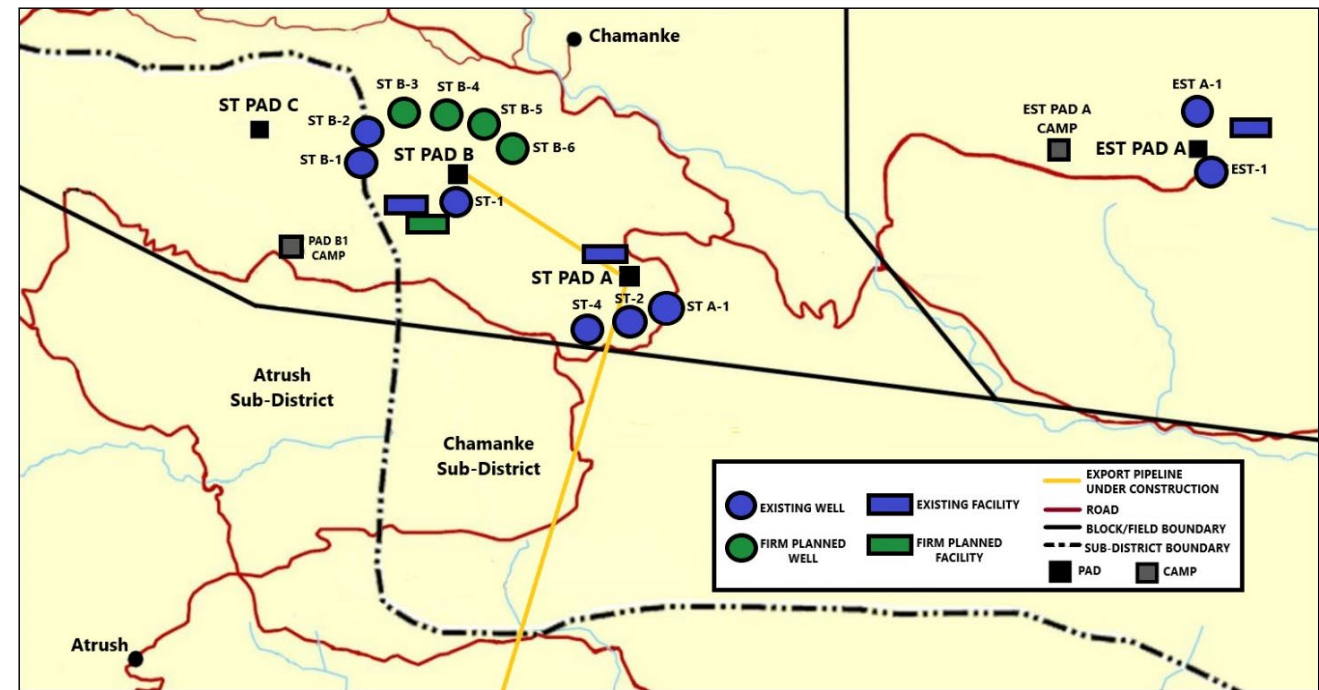 Chamanke
ST B-3
ST B-4
EST A-1
ST PAD C
ST B-5
EST PAD A
CAMP
ST B-2
ST B-6
EST PAD A
ST B-1
ST PAD B
EST-1
ST-1
PAD B1
CAMP
ST PAD A
ST-4
ST-2
ST A-1
Atrush
Sub-District
Chamanke
Sub-District
EXISTING WELL
EXISTING FACILITY
EXPORT PIPELINE
UNDER CONSTRUCTION
ROAD
BLOCK/FIELD BOUNDARY
FIRM PLANNED
WELL
FIRM PLANNED
FACILITY
SUB-DISTRICT BOUNDARY
PAD
CAMP
Atrush